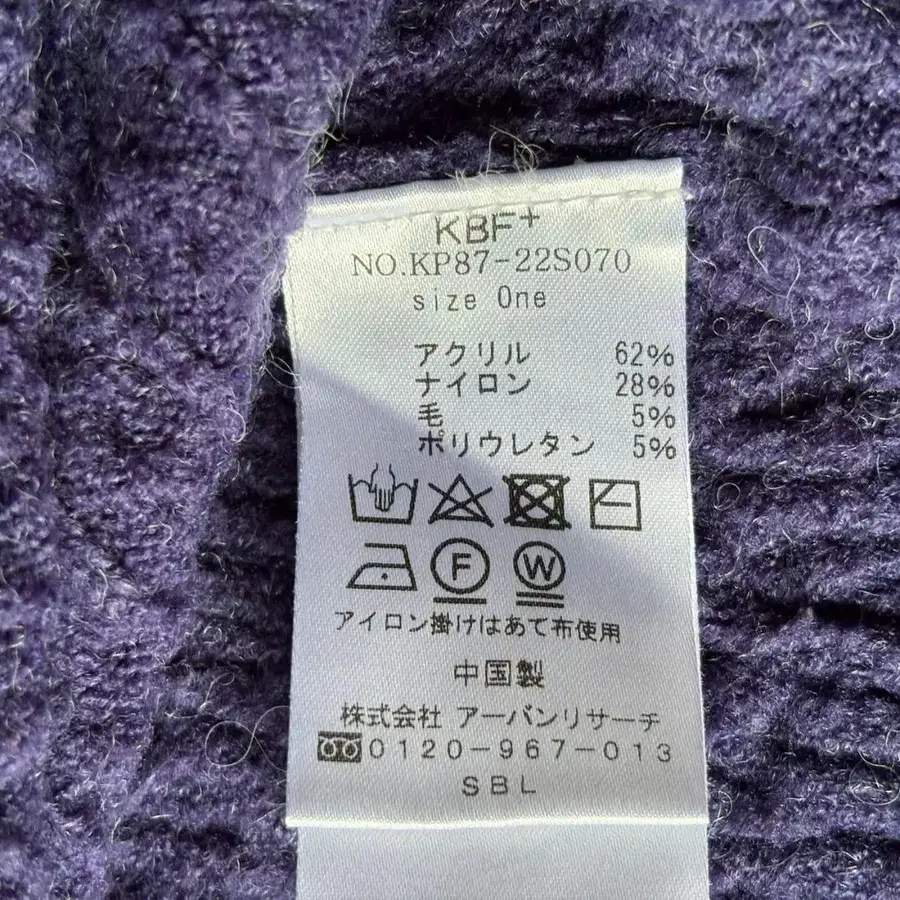 KBF+
NO.KP87-22S070
size One
アクリル 62%
ナイロン 28%
毛 5%
ポリウレタン 5%
F W
アイロン掛けはあて布使用
中国製
株式会社 アーバンリサーチ
0120-967-013
SBL